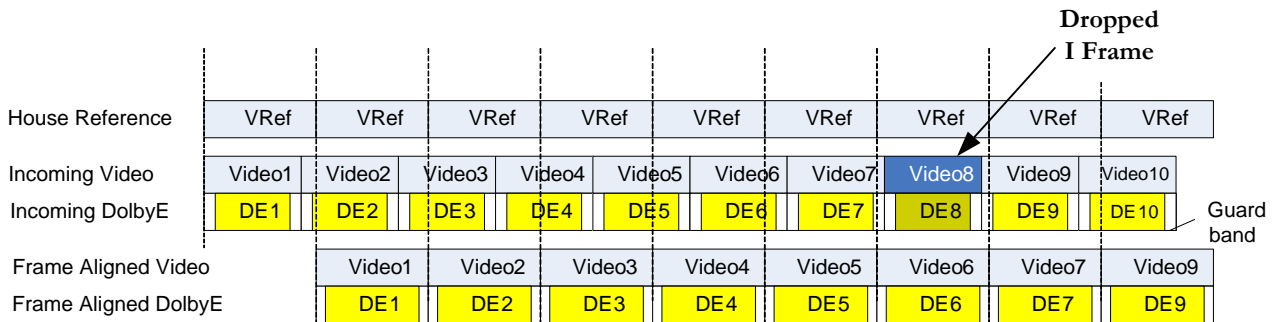 Dropped
I Frame
House Reference VRef VRef VRef VRef VRef VRef VRef VRef VRef
Incoming Video Video1 Video2 Video3 Video4 Video5 Video6 Video7 Video8 Video9 Video10
Incoming DolbyE DE1 DE2 DE3 DE4 DE5 DE6 DE7 DE8 DE9 DE10
Guard
band
Frame Aligned Video Video1 Video2 Video3 Video4 Video5 Video6 Video7 Video9
Frame Aligned DolbyE DE1 DE2 DE3 DE4 DE5 DE6 DE7 DE9